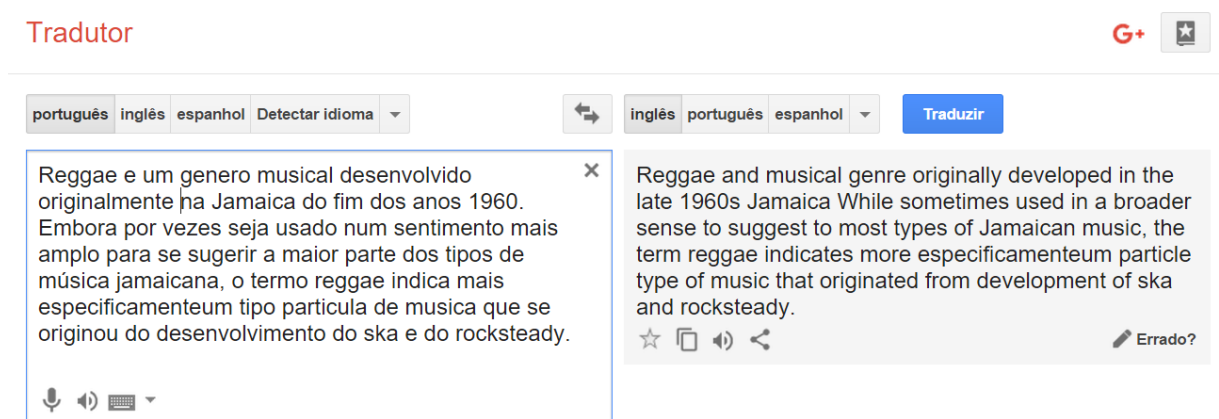 Tradutor
G+
português inglês espanhol Detectar idioma
inglês português espanhol
Traduzir
Reggae e um genero musical desenvolvido
originalmente na Jamaica do fim dos anos 1960.
Embora por vezes seja usado num sentimento mais
amplo para se sugerir a maior parte dos tipos de
música jamaicana, o termo reggae indica mais
especificamenteum tipo particula de musica que se
originou do desenvolvimento do ska e do rocksteady.
Reggae and musical genre originally developed in the
late 1960s Jamaica While sometimes used in a broader
sense to suggest to most types of Jamaican music, the
term reggae indicates more especificamenteum particle
type of music that originated from development of ska
and rocksteady.
Errado?